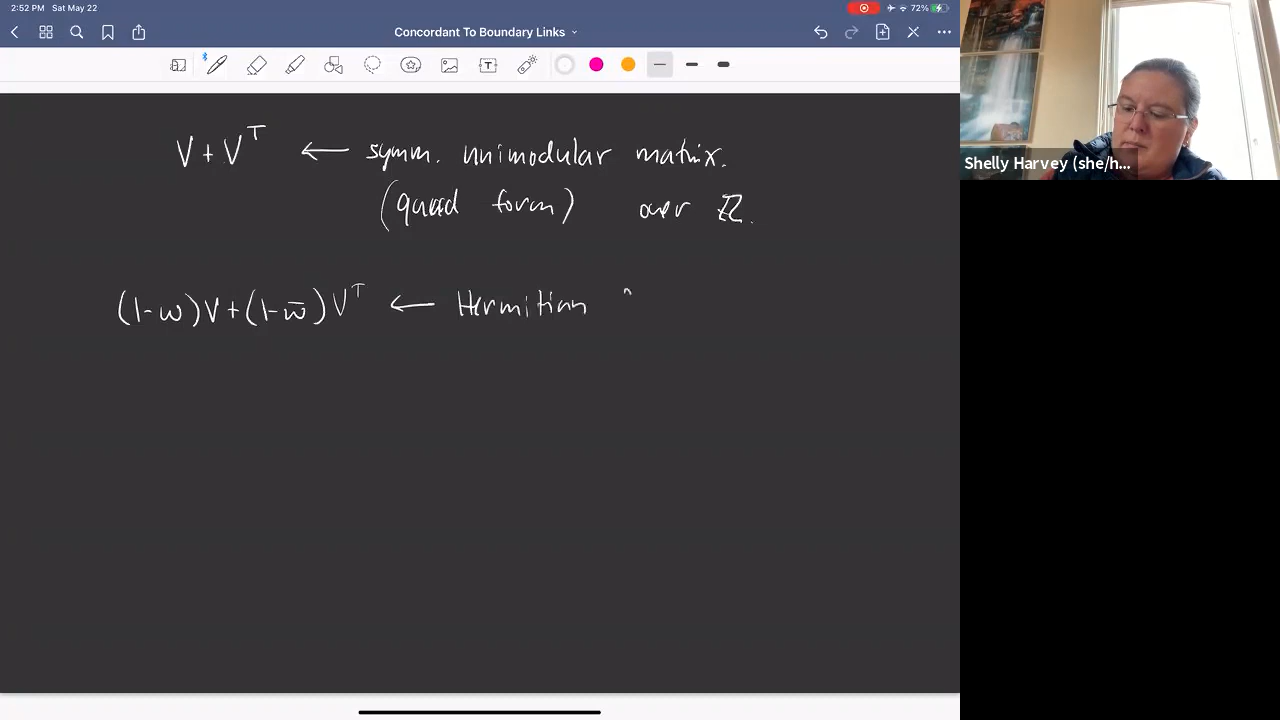 2:52 PM Sat May 22
72%
Concordant To Boundary Links
V + V^T ← symm. unimodular matrix.
(quad form) over ℤ.
(1-ω)V + (1-ω̅)V^T ← Hermitian
Shelly Harvey (she/h...